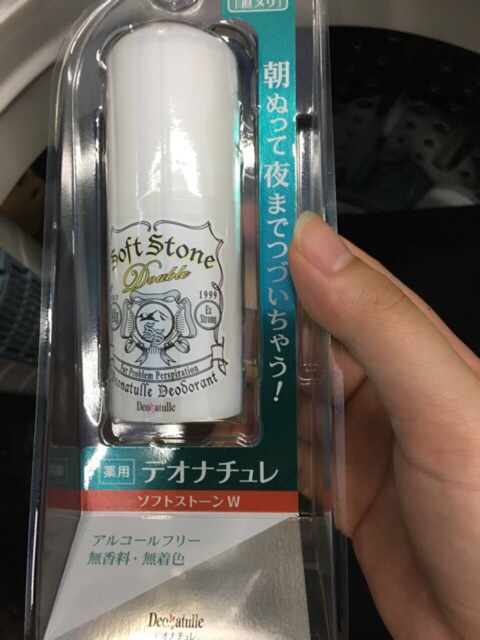 「直ヌリ」
朝ぬって夜までつづいちゃう!
Soft Stone
Double
1999
Ex
Strong
For Problem Perspiration
Deonatulle Deodorant
Deonatulle
薬用 デオナチュレ
ソフトストーンW
アルコールフリー
無香料・無着色
Deonatulle
デオナチュレ